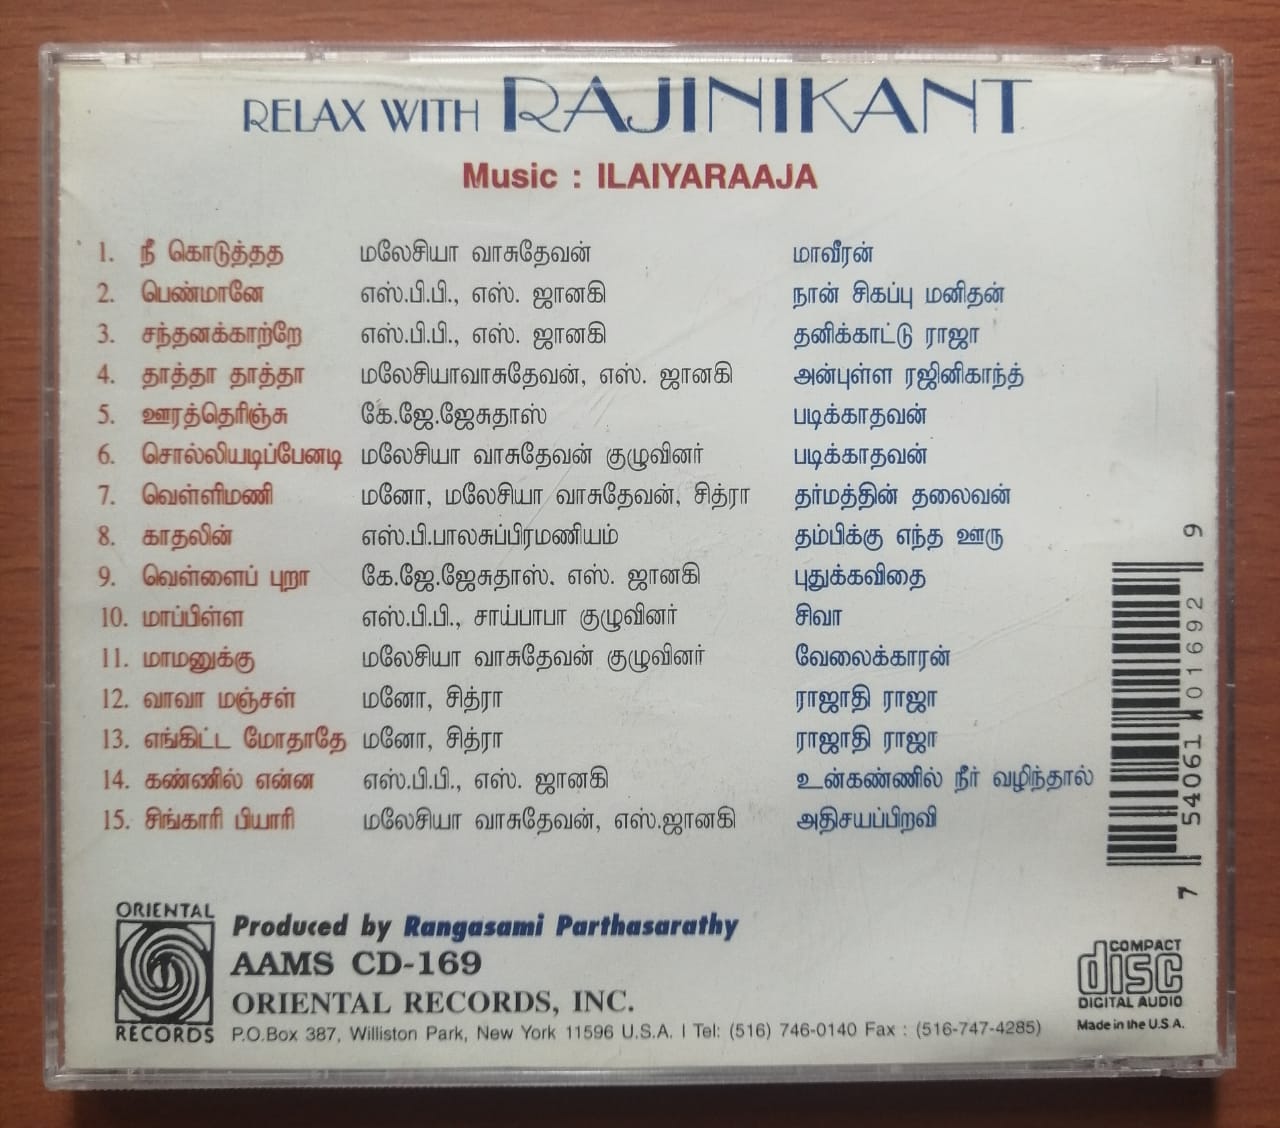 RELAX WITH RAJINIKANT
Music : ILAIYARAAJA
1. நீ கொடுத்தத மலேசியா வாசுதேவன் மாவீரன்
2. பெண்மானே எஸ்.பி.பி., எஸ். ஜானகி நான் சிகப்பு மனிதன்
3. சந்தனக்காற்றே எஸ்.பி.பி., எஸ். ஜானகி தனிக்காட்டு ராஜா
4. தாத்தா தாத்தா மலேசியாவாசுதேவன், எஸ். ஜானகி அன்புள்ள ரஜினிகாந்த்
5. ஊரத்தெரிஞ்சு கே.ஜே.ஜேசுதாஸ் படிக்காதவன்
6. சொல்லியடிப்பேனடி மலேசியா வாசுதேவன் குழுவினர் படிக்காதவன்
7. வெள்ளிமணி மனோ, மலேசியா வாசுதேவன், சித்ரா தர்மத்தின் தலைவன்
8. காதலின் எஸ்.பி.பாலசுப்பிரமணியம் தம்பிக்கு எந்த ஊரு
9. வெள்ளைப் புறா கே.ஜே.ஜேசுதாஸ். எஸ். ஜானகி புதுக்கவிதை
10. மாப்பிள்ள எஸ்.பி.பி., சாய்பாபா குழுவினர் சிவா
11. மாமனுக்கு மலேசியா வாசுதேவன் குழுவினர் வேலைக்காரன்
12. வாவா மஞ்சள் மனோ, சித்ரா ராஜாதி ராஜா
13. எங்கிட்ட மோதாதே மனோ, சித்ரா ராஜாதி ராஜா
14. கண்ணில் என்ன எஸ்.பி.பி., எஸ். ஜானகி உன்கண்ணில் நீர் வழிந்தால்
15. சிங்காரி பியாரி மலேசியா வாசுதேவன், எஸ்.ஜானகி அதிசயப்பிறவி
7 54061 01692 9
ORIENTAL
RECORDS
Produced by Rangasami Parthasarathy
AAMS CD-169
ORIENTAL RECORDS, INC.
P.O.Box 387, Williston Park, New York 11596 U.S.A. I Tel: (516) 746-0140 Fax : (516-747-4285)
COMPACT
disc
DIGITAL AUDIO
Made in the U.S.A.